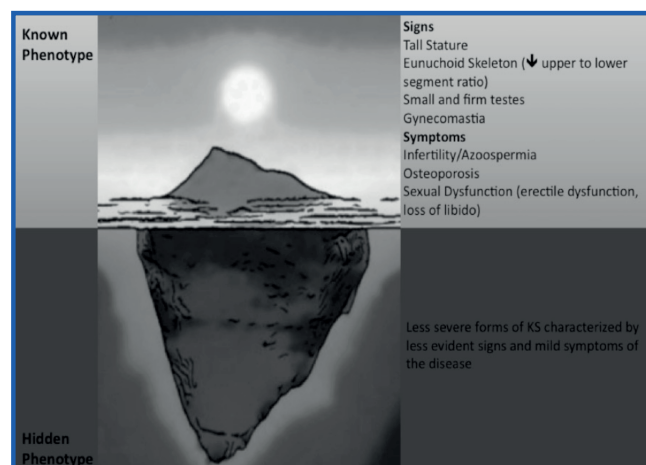 Known
Phenotype
Signs
Tall Stature
Eunuchoid Skeleton (🡇 upper to lower
segment ratio)
Small and firm testes
Gynecomastia
Symptoms
Infertility/Azoospermia
Osteoporosis
Sexual Dysfunction (erectile dysfunction,
loss of libido)
Less severe forms of KS characterized by
less evident signs and mild symptoms of
the disease
Hidden
Phenotype